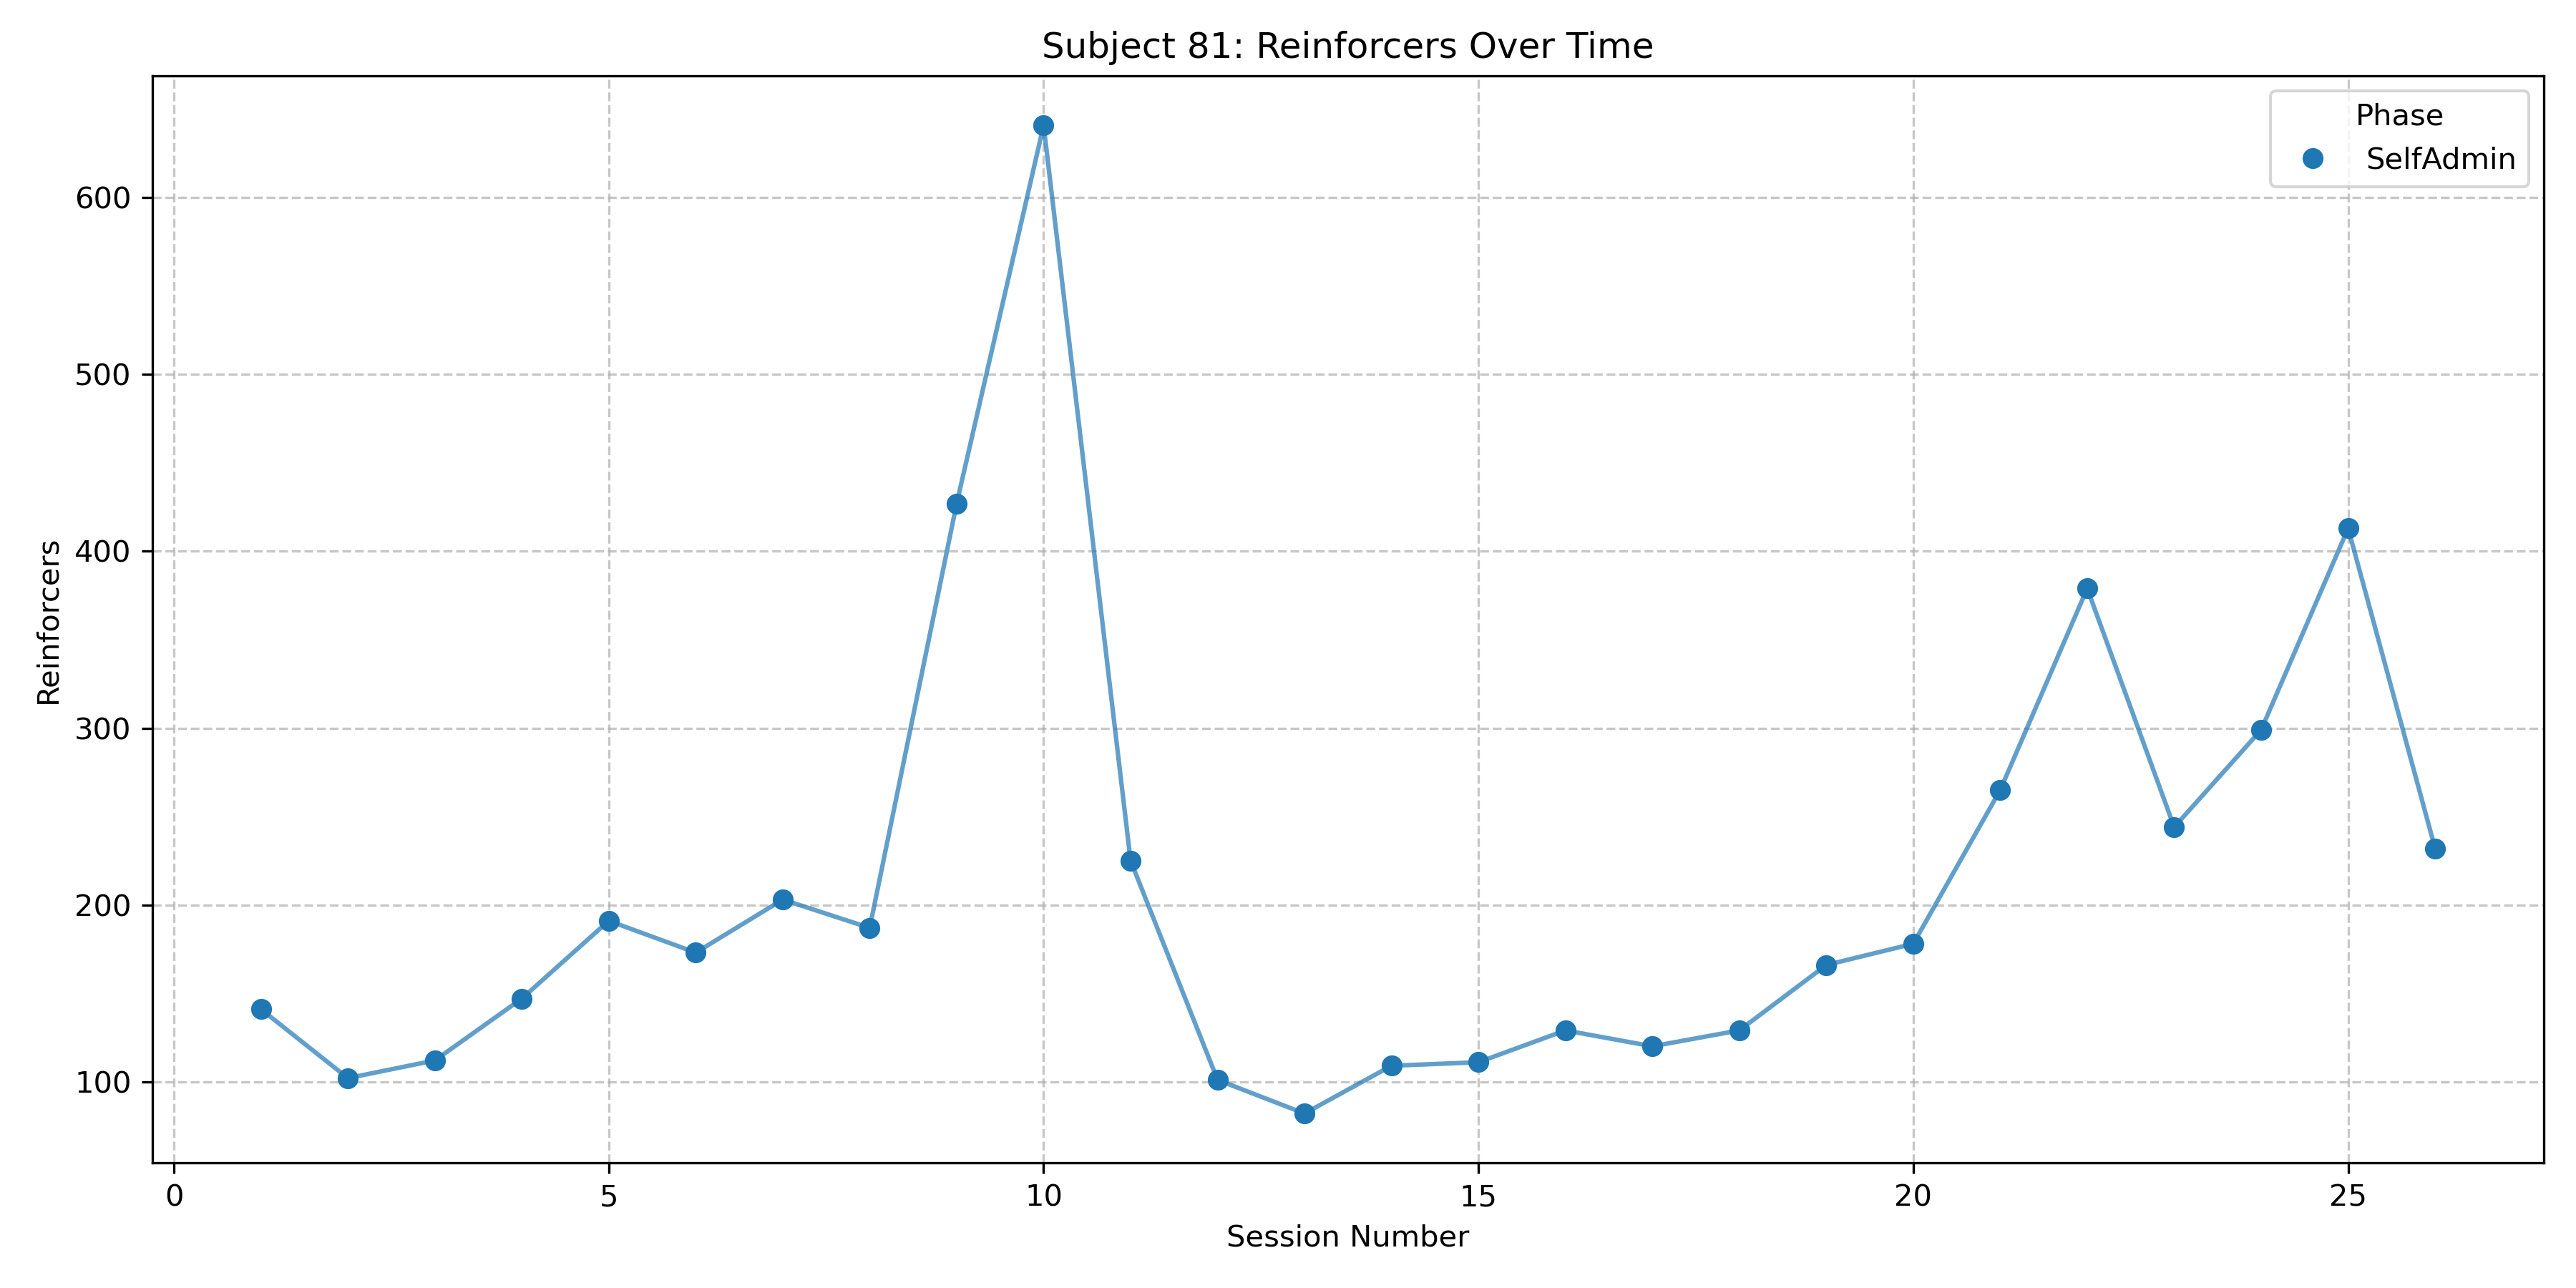 Subject 81: Reinforcers Over Time
Phase
SelfAdmin
Reinforcers
600
500
400
300
200
100
0 5 10 15 20 25
Session Number